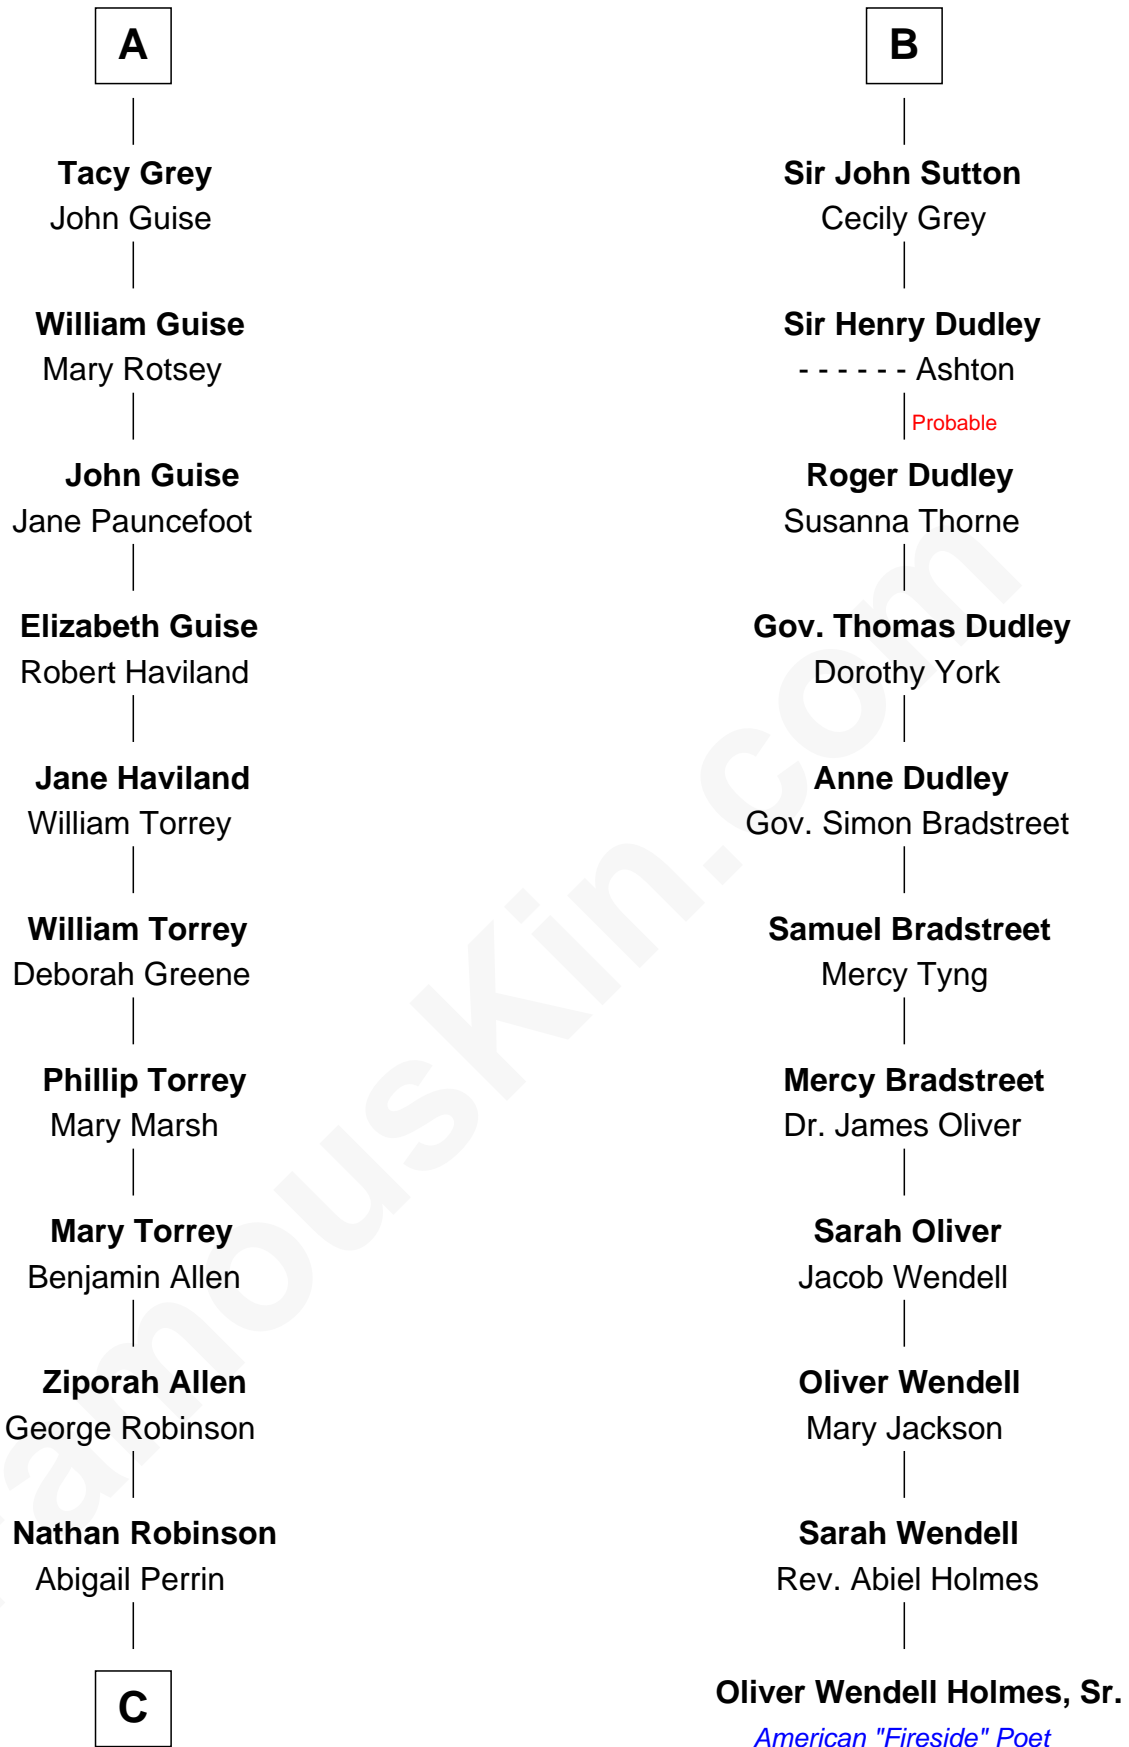 A
Tacy Grey
John Guise
William Guise
Mary Rotsey
John Guise
Jane Pauncefoot
Elizabeth Guise
Robert Haviland
Jane Haviland
William Torrey
William Torrey
Deborah Greene
Phillip Torrey
Mary Marsh
Mary Torrey
Benjamin Allen
Ziporah Allen
George Robinson
Nathan Robinson
Abigail Perrin
C
B
Sir John Sutton
Cecily Grey
Sir Henry Dudley
- - - - - - Ashton
Probable
Roger Dudley
Susanna Thorne
Gov. Thomas Dudley
Dorothy York
Anne Dudley
Gov. Simon Bradstreet
Samuel Bradstreet
Mercy Tyng
Mercy Bradstreet
Dr. James Oliver
Sarah Oliver
Jacob Wendell
Oliver Wendell
Mary Jackson
Sarah Wendell
Rev. Abiel Holmes
Oliver Wendell Holmes, Sr.
American "Fireside" Poet
FamousKin.com